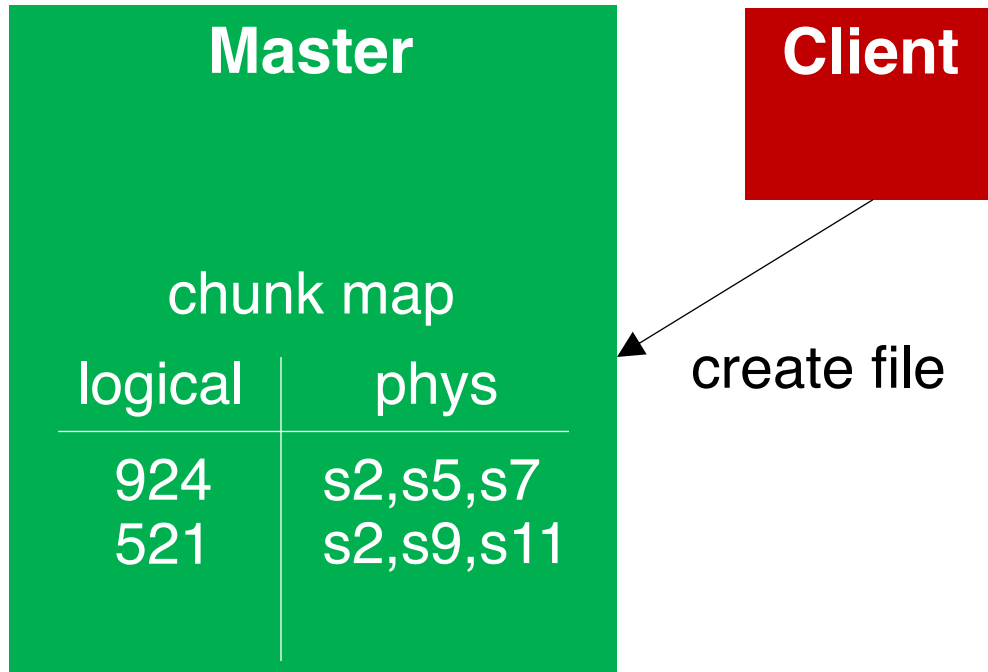 Master
Client
chunk map
logical phys
create file
924 s2,s5,s7
521 s2,s9,s11